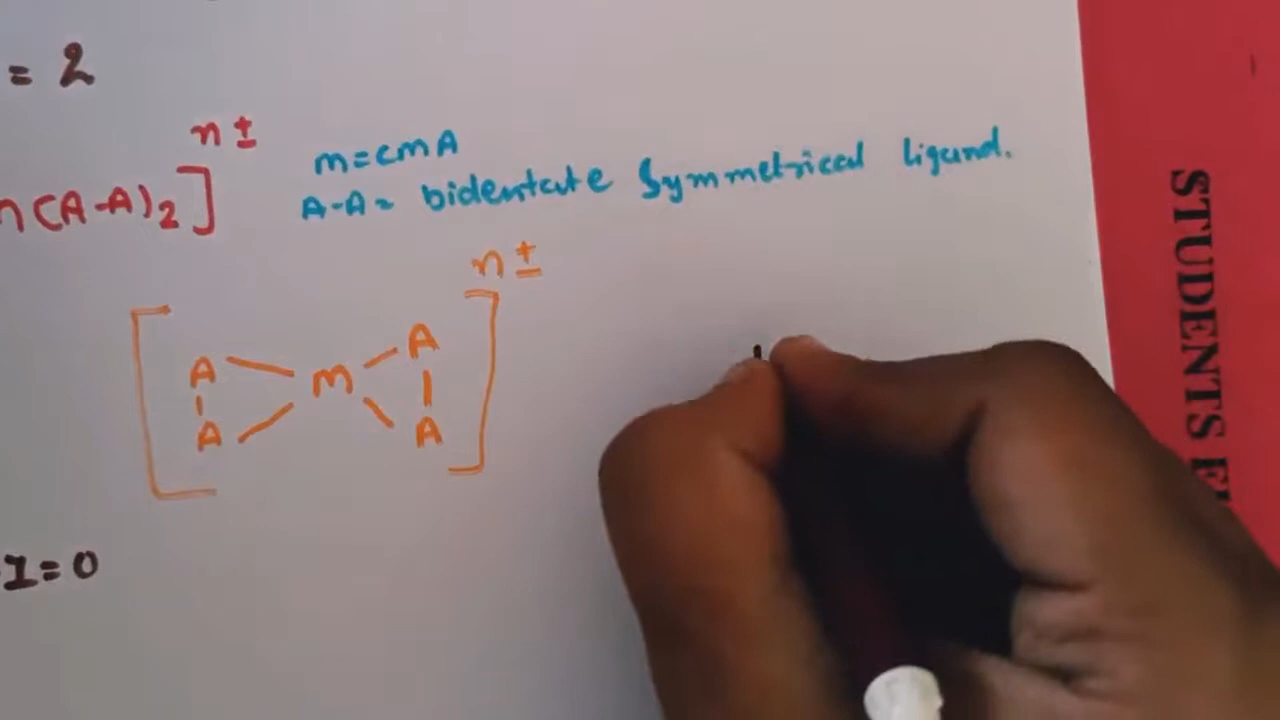 = 2
n±
m=cmA
(A-A)2]
A-A= bidentate Symmetrical ligand.
n±
A M A
A A
I=0
STUDENTS